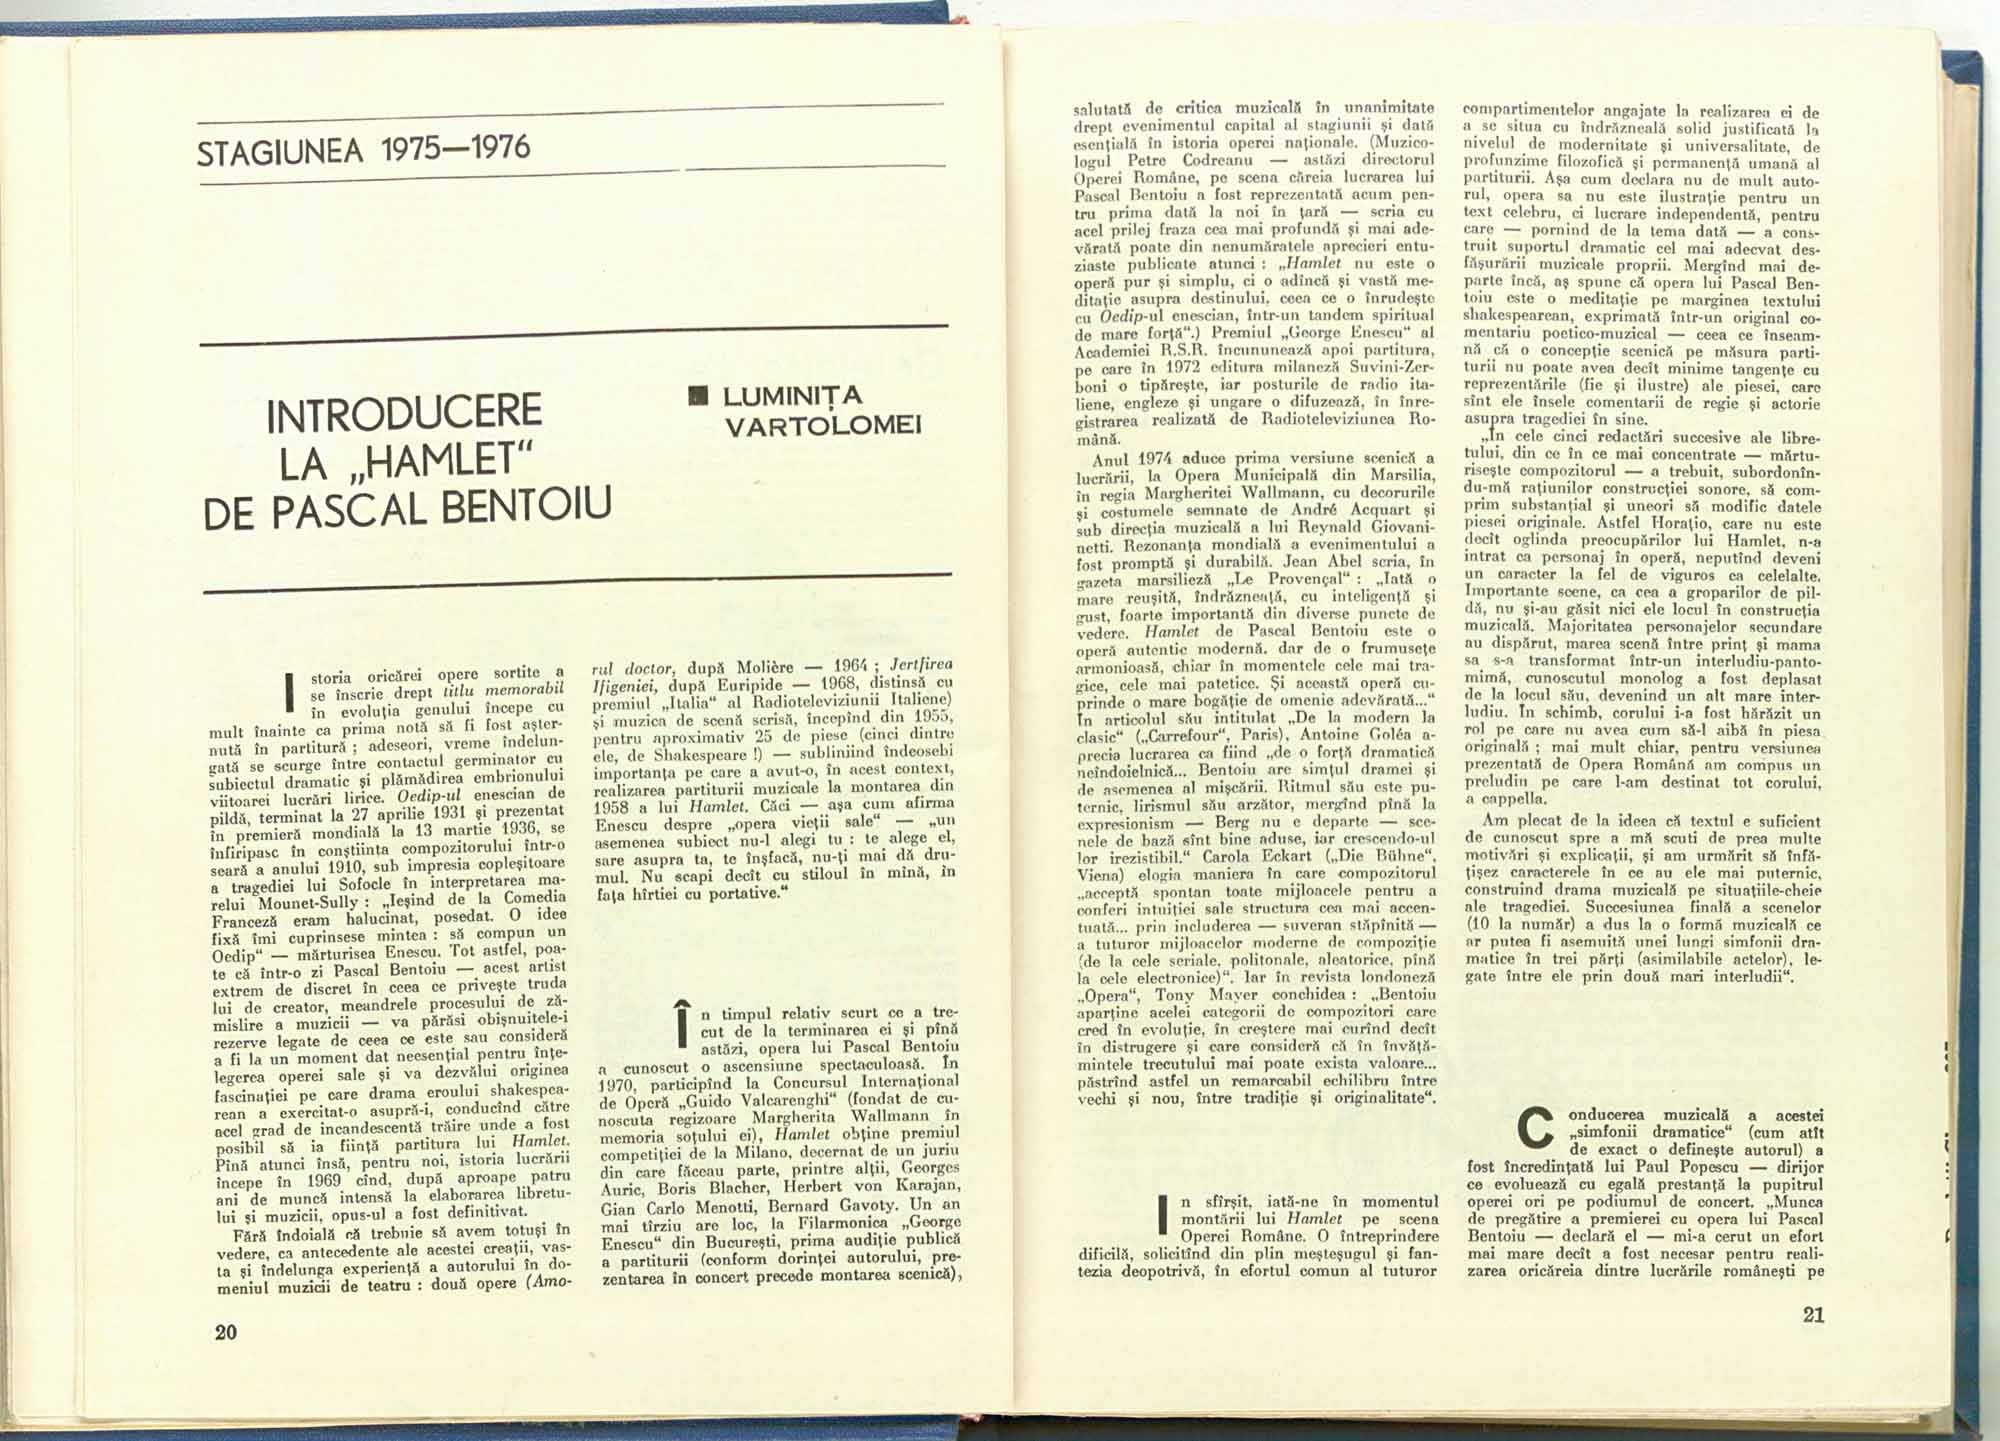 STAGIUNEA 1975—1976
INTRODUCERE
LA „HAMLET“
DE PASCAL BENTOIU
■ LUMINIȚA
VARTOLOMEI
Istoria oricărei opere sortite a
se înscrie drept titlu memorabil
în evoluția genului începe cu
mult înainte ca prima notă să fi fost așter-
nută în partitură ; adeseori, vreme îndelun-
gată se scurge între contactul germinator cu
subiectul dramatic și plămădirea embrionului
viitoarei lucrări lirice. Oedip-ul enescian de
pildă, terminat la 27 aprilie 1931 și prezentat
în premieră mondială la 13 martie 1936, se
înfiripasc în conștiința compozitorului într-o
seară a anului 1910, sub impresia copleșitoare
a tragediei lui Sofocle în interpretarea ma-
relui Mounet-Sully : „Ieșind de la Comedia
Franceză eram halucinat, posedat. O idee
fixă îmi cuprinsese mintea : să compun un
Oedip“ — mărturisea Enescu. Tot astfel, poa-
te că într-o zi Pascal Bentoiu — acest artist
extrem de discret în ceea ce privește truda
lui de creator, meandrele procesului de ză-
mislire a muzicii — va părăsi obișnuitele-i
rezerve legate de ceea ce este sau consideră
a fi la un moment dat neesențial pentru înțe-
legerea operei sale și va dezvălui originea
fascinației pe care drama eroului shakespea-
rean a exercitat-o asupră-i, conducînd către
acel grad de incandescentă trăire unde a fost
posibil să ia ființă partitura lui Hamlet.
Pînă atunci însă, pentru noi, istoria lucrării
începe în 1969 cînd, după aproape patru
ani de muncă intensă la elaborarea libretu-
lui și muzicii, opus-ul a fost definitivat.
Fără îndoială că trebuie să avem totuși în
vedere, ca antecedente ale acestei creații, vas-
ta și îndelunga experiență a autorului în do-
meniul muzicii de teatru : două opere (Amo-
rul doctor, după Molière — 1964 ; Jertfirea
Ifigeniei, după Euripide — 1968, distinsă cu
premiul „Italia“ al Radioteleviziunii Italiene)
și muzica de scenă scrisă, începînd din 1955,
pentru aproximativ 25 de piese (cinci dintre
ele, de Shakespeare !) — subliniind îndeosebi
importanța pe care a avut-o, în acest context,
realizarea partiturii muzicale la montarea din
1958 a lui Hamlet. Căci — așa cum afirma
Enescu despre „opera vieții sale“ — „un
asemenea subiect nu-l alegi tu : te alege el,
sare asupra ta, te înșfacă, nu-ți mai dă dru-
mul. Nu scapi decît cu stiloul în mînă, în
fața hîrtiei cu portative.“
În timpul relativ scurt ce a tre-
cut de la terminarea ei și pînă
astăzi, opera lui Pascal Bentoiu
a cunoscut o ascensiune spectaculoasă. În
1970, participînd la Concursul Internațional
de Operă „Guido Valcarenghi“ (fondat de cu-
noscuta regizoare Margherita Wallmann în
memoria soțului ei), Hamlet obține premiul
competiției de la Milano, decernat de un juriu
din care făceau parte, printre alții, Georges
Auric, Boris Blacher, Herbert von Karajan,
Gian Carlo Menotti, Bernard Gavoty. Un an
mai tîrziu are loc, la Filarmonica „George
Enescu“ din București, prima audiție publică
a partiturii (conform dorinței autorului, pre-
zentarea în concert precede montarea scenică),
20
salutată de critica muzicală în unanimitate
drept evenimentul capital al stagiunii și dată
esențială în istoria operei naționale. (Muzico-
logul Petre Codreanu — astăzi directorul
Operei Române, pe scena căreia lucrarea lui
Pascal Bentoiu a fost reprezentată acum pen-
tru prima dată la noi în țară — scria cu
acel prilej fraza cea mai profundă și mai ade-
vărată poate din nenumăratele aprecieri entu-
ziaste publicate atunci : „Hamlet nu este o
operă pur și simplu, ci o adîncă și vastă me-
ditație asupra destinului, ceea ce o înrudește
cu Oedip-ul enescian, într-un tandem spiritual
de mare forță“.) Premiul „George Enescu“ al
Academiei R.S.R. încununează apoi partitura,
pe care în 1972 editura milaneză Suvini-Zer-
boni o tipărește, iar posturile de radio ita-
liene, engleze și ungare o difuzează, în înre-
gistrarea realizată de Radioteleviziunea Ro-
mână.
Anul 1974 aduce prima versiune scenică a
lucrării, la Opera Municipală din Marsilia,
în regia Margheritei Wallmann, cu decorurile
și costumele semnate de André Acquart și
sub direcția muzicală a lui Reynald Giovani-
netti. Rezonanța mondială a evenimentului a
fost promptă și durabilă. Jean Abel scria, în
gazeta marsilieză „Le Provençal“ : „Iată o
mare reușită, îndrăzneață, cu inteligență și
gust, foarte importantă din diverse puncte de
vedere. Hamlet de Pascal Bentoiu este o
operă autentic modernă, dar de o frumusețe
armonioasă, chiar în momentele cele mai tra-
gice, cele mai patetice. Și această operă cu-
prinde o mare bogăție de omenie adevărată...“
În articolul său intitulat „De la modern la
clasic“ („Carrefour“, Paris), Antoine Goléa a-
precia lucrarea ca fiind „de o forță dramatică
neîndoielnică... Bentoiu are simțul dramei și
de asemenea al mișcării. Ritmul său este pu-
ternic, lirismul său arzător, mergînd pînă la
expresionism — Berg nu e departe — sce-
nele de bază sînt bine aduse, iar crescendo-ul
lor irezistibil.“ Carola Eckart („Die Bühne“,
Viena) elogia maniera în care compozitorul
„acceptă spontan toate mijloacele pentru a
conferi intuiției sale structura cea mai accen-
tuată... prin includerea — suveran stăpînită —
a tuturor mijloacelor moderne de compoziție
(de la cele seriale, politonale, aleatorice, pînă
la cele electronice)“. Iar în revista londoneză
„Opera“, Tony Mayer conchidea : „Bentoiu
aparține acelei categorii de compozitori care
cred în evoluție, în creștere mai curînd decît
în distrugere și care consideră că în învăță-
mintele trecutului mai poate exista valoare...
păstrînd astfel un remarcabil echilibru între
vechi și nou, între tradiție și originalitate“.
In sfîrșit, iată-ne în momentul
montării lui Hamlet pe scena
Operei Române. O întreprindere
dificilă, solicitînd din plin meșteșugul și fan-
tezia deopotrivă, în efortul comun al tuturor
compartimentelor angajate la realizarea ei de
a se situa cu îndrăzneală solid justificată la
nivelul de modernitate și universalitate, de
profunzime filozofică și permanență umană al
partiturii. Așa cum declara nu de mult auto-
rul, opera sa nu este ilustrație pentru un
text celebru, ci lucrare independentă, pentru
care — pornind de la tema dată — a cons-
truit suportul dramatic cel mai adecvat des-
fășurării muzicale proprii. Mergînd mai de-
parte încă, aș spune că opera lui Pascal Ben-
toiu este o meditație pe marginea textului
shakespearean, exprimată într-un original co-
mentariu poetico-muzical — ceea ce înseam-
nă că o concepție scenică pe măsura parti-
turii nu poate avea decît minime tangențe cu
reprezentările (fie și ilustre) ale piesei, care
sînt ele însele comentarii de regie și actorie
asupra tragediei în sine.
„În cele cinci redactări succesive ale libre-
tului, din ce în ce mai concentrate — mărtu-
risește compozitorul — a trebuit, subordonîn-
du-mă rațiunilor construcției sonore, să com-
prim substanțial și uneori să modific datele
piesei originale. Astfel Horațio, care nu este
decît oglinda preocupărilor lui Hamlet, n-a
intrat ca personaj în operă, neputînd deveni
un caracter la fel de viguros ca celelalte.
Importante scene, ca cea a groparilor de pil-
dă, nu și-au găsit nici ele locul în construcția
muzicală. Majoritatea personajelor secundare
au dispărut, marea scenă între prinț și mama
sa s-a transformat într-un interludiu-panto-
mimă, cunoscutul monolog a fost deplasat
de la locul său, devenind un alt mare inter-
ludiu. În schimb, corului i-a fost hărăzit un
rol pe care nu avea cum să-l aibă în piesa
originală ; mai mult chiar, pentru versiunea
prezentată de Opera Română am compus un
preludiu pe care l-am destinat tot corului,
a cappella.
Am plecat de la ideea că textul e suficient
de cunoscut spre a mă scuti de prea multe
motivări și explicații, și am urmărit să înfă-
țișez caracterele în ce au ele mai puternic,
construind drama muzicală pe situațiile-cheie
ale tragediei. Succesiunea finală a scenelor
(10 la număr) a dus la o formă muzicală ce
ar putea fi asemuită unei lungi simfonii dra-
matice în trei părți (asimilabile actelor), le-
gate între ele prin două mari interludii“.
Conducerea muzicală a acestei
„simfonii dramatice“ (cum atît
de exact o definește autorul) a
fost încredințată lui Paul Popescu — dirijor
ce evoluează cu egală prestanță la pupitrul
operei ori pe podiumul de concert. „Munca
de pregătire a premierei cu opera lui Pascal
Bentoiu — declară el — mi-a cerut un efort
mai mare decît a fost necesar pentru reali-
zarea oricăreia dintre lucrările românești pe
21